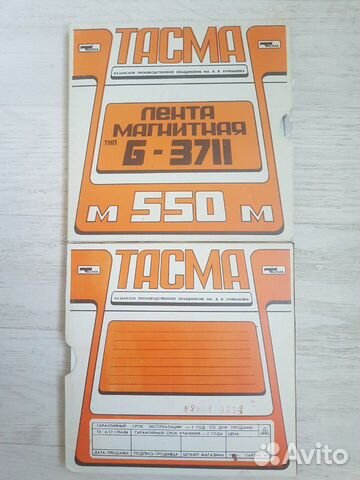 ТАСМА
КАЗАНСКОЕ ПРОИЗВОДСТВЕННОЕ ОБЪЕДИНЕНИЕ ИМ. В. В. КУЙБЫШЕВА
ЛЕНТА
МАГНИТНАЯ
ТИП Б-3711
М 550 М
ТАСМА
КАЗАНСКОЕ ПРОИЗВОДСТВЕННОЕ ОБЪЕДИНЕНИЕ ИМ. В. В. КУЙБЫШЕВА
ГАРАНТИЙНЫЙ СРОК ЭКСПЛУАТАЦИИ — 1 ГОД СО ДНЯ ПРОДАЖИ
ГАРАНТИЙНЫЙ СРОК ХРАНЕНИЯ — 2 ГОДА ЦЕНА
ДАТА ПРОДАЖИ ПОДПИСЬ ПРОДАВЦА ШТАМП МАГАЗИНА
Avito